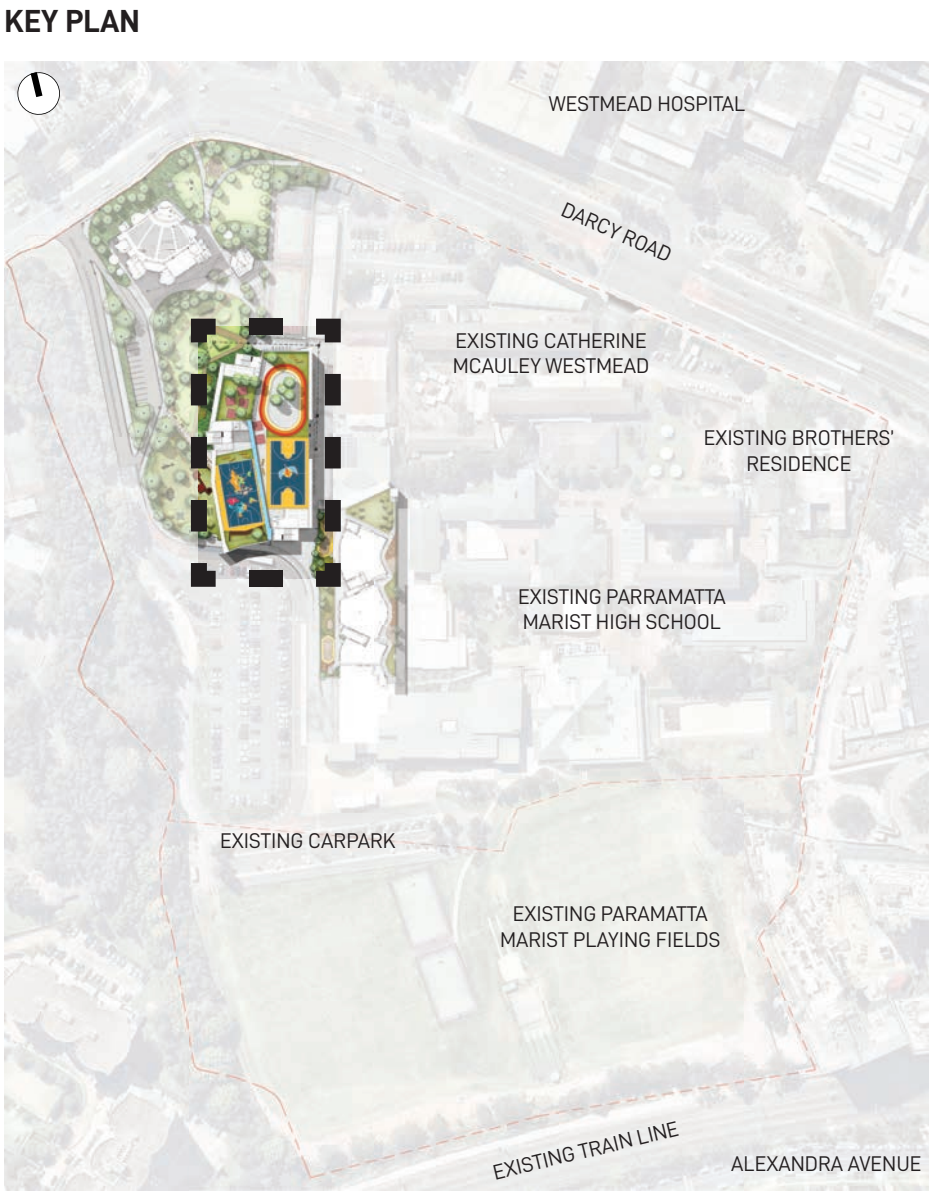 KEY PLAN
WESTMEAD HOSPITAL
DARCY ROAD
EXISTING CATHERINE
MCAULEY WESTMEAD
EXISTING BROTHERS'
RESIDENCE
EXISTING PARRAMATTA
MARIST HIGH SCHOOL
EXISTING CARPARK
EXISTING PARAMATTA
MARIST PLAYING FIELDS
EXISTING TRAIN LINE
ALEXANDRA AVENUE